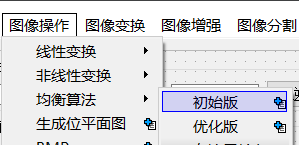 图像操作 图像变换 图像增强 图像分割
线性变换
非线性变换
均衡算法
初始版
生成位平面图
优化版